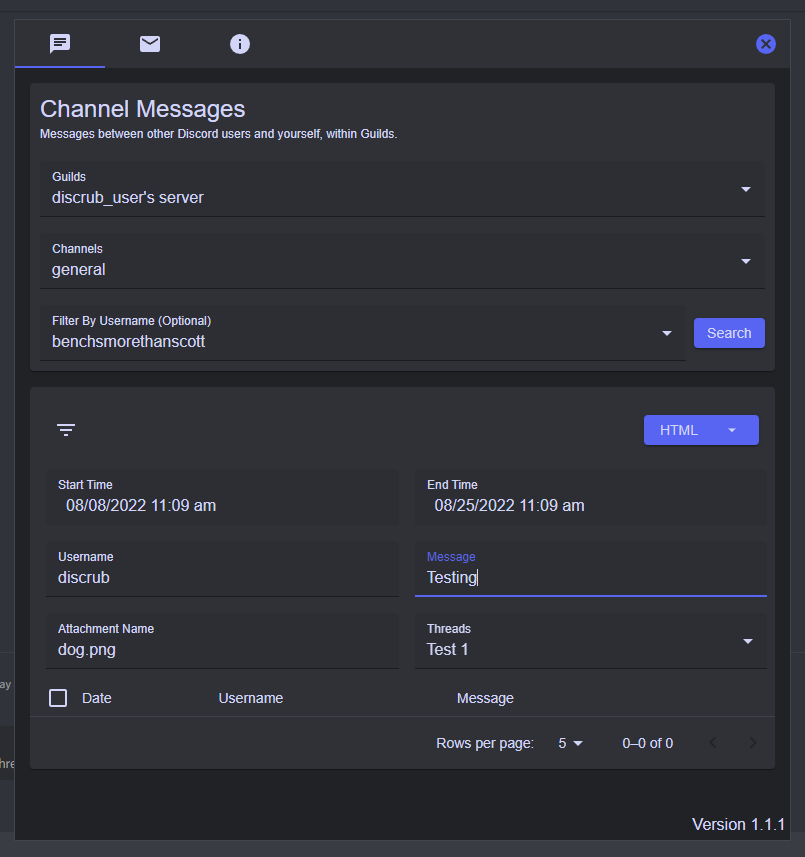 Channel Messages
Messages between other Discord users and yourself, within Guilds.
Guilds
discrub_user's server
Channels
general
Filter By Username (Optional)
benchsmorethanscott
Search
HTML
Start Time
08/08/2022 11:09 am
End Time
08/25/2022 11:09 am
Username
discrub
Message
Testing
Attachment Name
dog.png
Threads
Test 1
ay
Date Username Message
Rows per page: 5 0–0 of 0
hre
Version 1.1.1